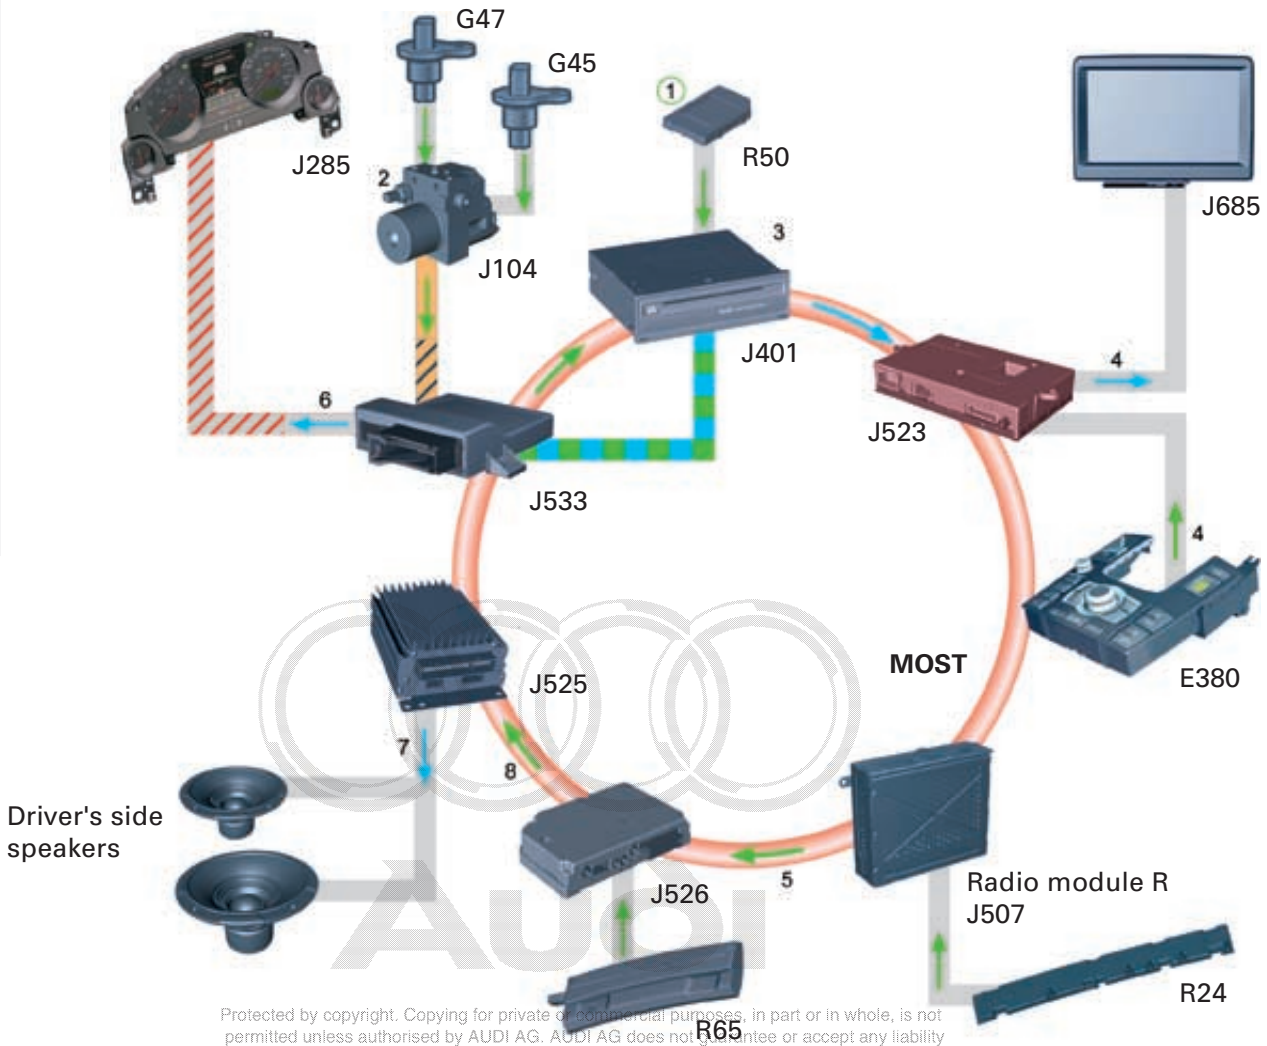 G47
G45
1
R50
J285
2
J104
3
J685
J401
4
6
J523
J533
4
MOST
E380
J525
7
8
Driver's side
speakers
5
J526
Radio module R
J507
Audi
R24
R65
Protected by copyright. Copying for private or commercial purposes, in part or in whole, is not
permitted unless authorised by AUDI AG. AUDI AG does not guarantee or accept any liability